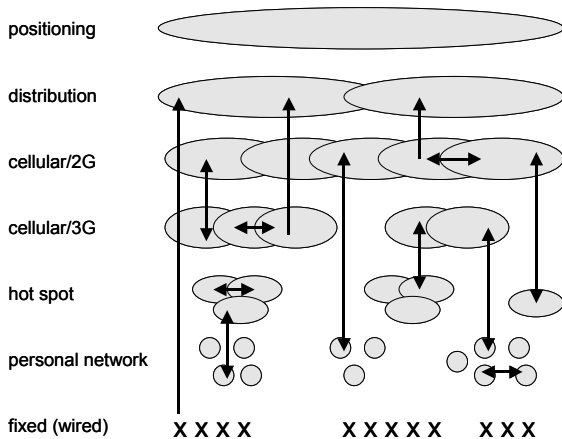 positioning
distribution
cellular/2G
cellular/3G
hot spot
personal network
fixed (wired) X X X X X X X X X X X X